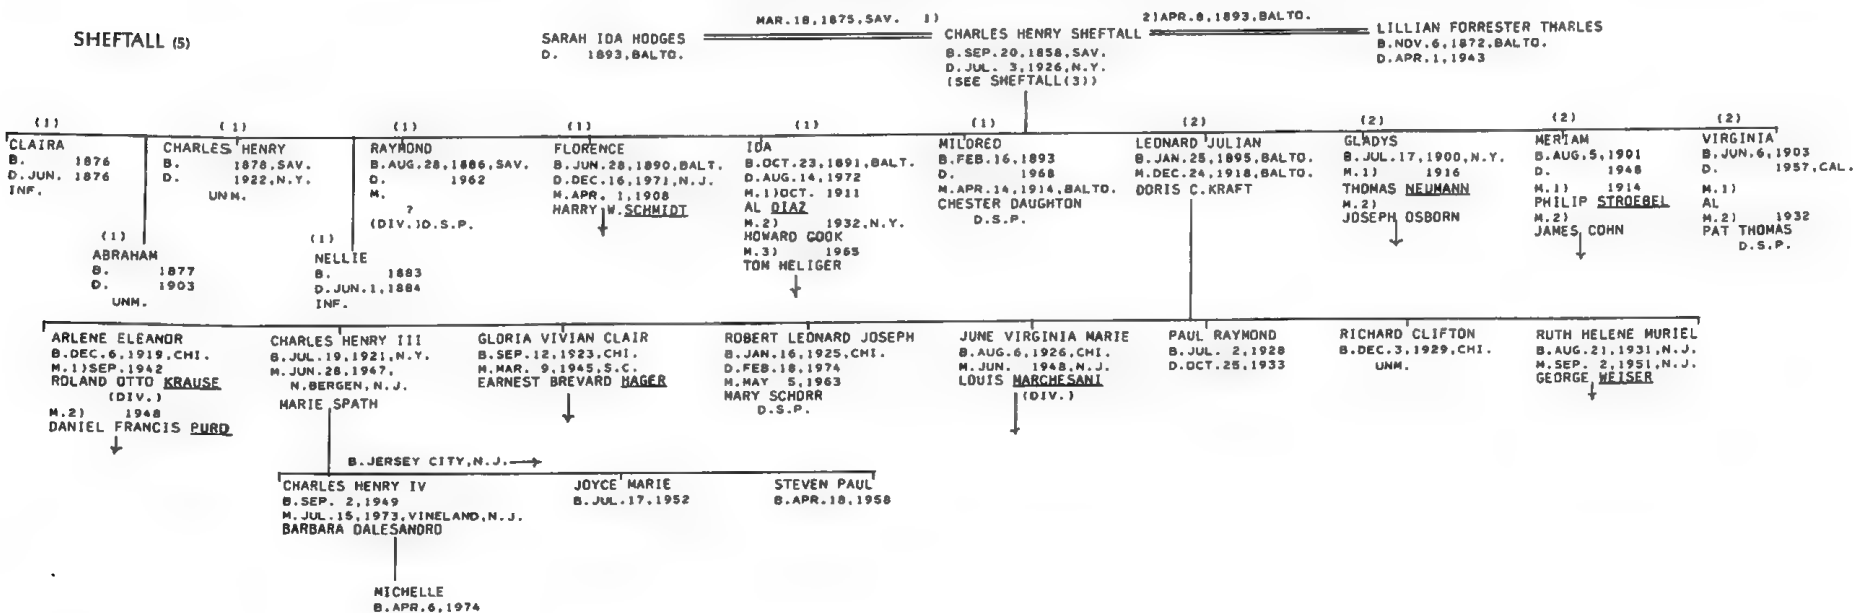 SHEFTALL (5)
MAR.18,1875,SAV. 1)
2)APR.8,1893,BALTO.
SARAH IDA HODGES
D. 1893,BALTO.
CHARLES HENRY SHEFTALL
B.SEP.20,1858,SAV.
D.JUL. 3,1926,N.Y.
(SEE SHEFTALL(3))
LILLIAN FORRESTER THARLES
B.NOV.6,1872,BALTO.
D.APR.1,1943
(1)
CLAIRA
B. 1876
D.JUN. 1876
INF.
(1)
ABRAHAM
B. 1877
D. 1903
UNM.
(1)
CHARLES HENRY
B. 1878,SAV.
D. 1922,N.Y.
UNM.
(1)
NELLIE
B. 1883
D.JUN.1,1884
INF.
(1)
RAYMOND
B.AUG.28,1886,SAV.
D. 1962
M.
?
(DIV.)D.S.P.
(1)
FLORENCE
B.JUN.28,1890,BALT.
D.DEC.16,1971,N.J.
M.APR. 1,1908
HARRY W.SCHMIDT
(1)
IDA
B.OCT.23,1891,BALT.
D.AUG.14,1972
M.1)OCT. 1911
AL DIAZ
M.2) 1932,N.Y.
HOWARD COOK
M.3) 1965
TOM HELIGER
(1)
MILDRED
B.FEB.16,1893
D. 1968
M.APR.14,1914,BALTO.
CHESTER DAUGHTON
D.S.P.
(2)
LEONARD JULIAN
B.JAN.25,1895,BALTO.
M.DEC.24,1918,BALTO.
DORIS C.KRAFT
(2)
GLADYS
B.JUL.17,1900,N.Y.
M.1) 1916
THOMAS NEUMANN
M.2)
JOSEPH OSBORN
(2)
MERIAM
B.AUG.5,1901
D. 1948
M.1) 1914
PHILIP STROEBEL
M.2)
JAMES COHN
(2)
VIRGINIA
B.JUN.6,1903
D. 1957,CAL.
M.1)
AL
M.2) 1932
PAT THOMAS
D.S.P.
ARLENE ELEANOR
B.DEC.6,1919,CHI.
M.1)SEP.1942
ROLAND OTTO KRAUSE
(DIV.)
M.2) 1948
DANIEL FRANCIS PURD
CHARLES HENRY III
B.JUL.19,1921,N.Y.
M.JUN.28,1947,
N.BERGEN,N.J.
MARIE SPATH
GLORIA VIVIAN CLAIR
B.SEP.12,1923,CHI.
M.MAR. 9,1945,S.C.
EARNEST BREVARD HAGER
ROBERT LEONARD JOSEPH
B.JAN.16,1925,CHI.
D.FEB.18,1974
M.MAY 5,1963
MARY SCHORR
D.S.P.
JUNE VIRGINIA MARIE
B.AUG.6,1926,CHI.
M.JUN. 1948,N.J.
LOUIS MARCHESANI
(DIV.)
PAUL RAYMOND
B.JUL. 2,1928
D.OCT.25,1933
RICHARD CLIFTON
B.DEC.3,1929,CHI.
UNM.
RUTH HELENE MURIEL
B.AUG.21,1931,N.J.
M.SEP. 2,1951,N.J.
GEORGE WEISER
B.JERSEY CITY,N.J.
CHARLES HENRY IV
B.SEP. 2,1949
M.JUL.15,1973,VINELAND,N.J.
BARBARA DALESANDRO
JOYCE MARIE
B.JUL.17,1952
STEVEN PAUL
B.APR.18,1958
MICHELLE
B.APR.6,1974